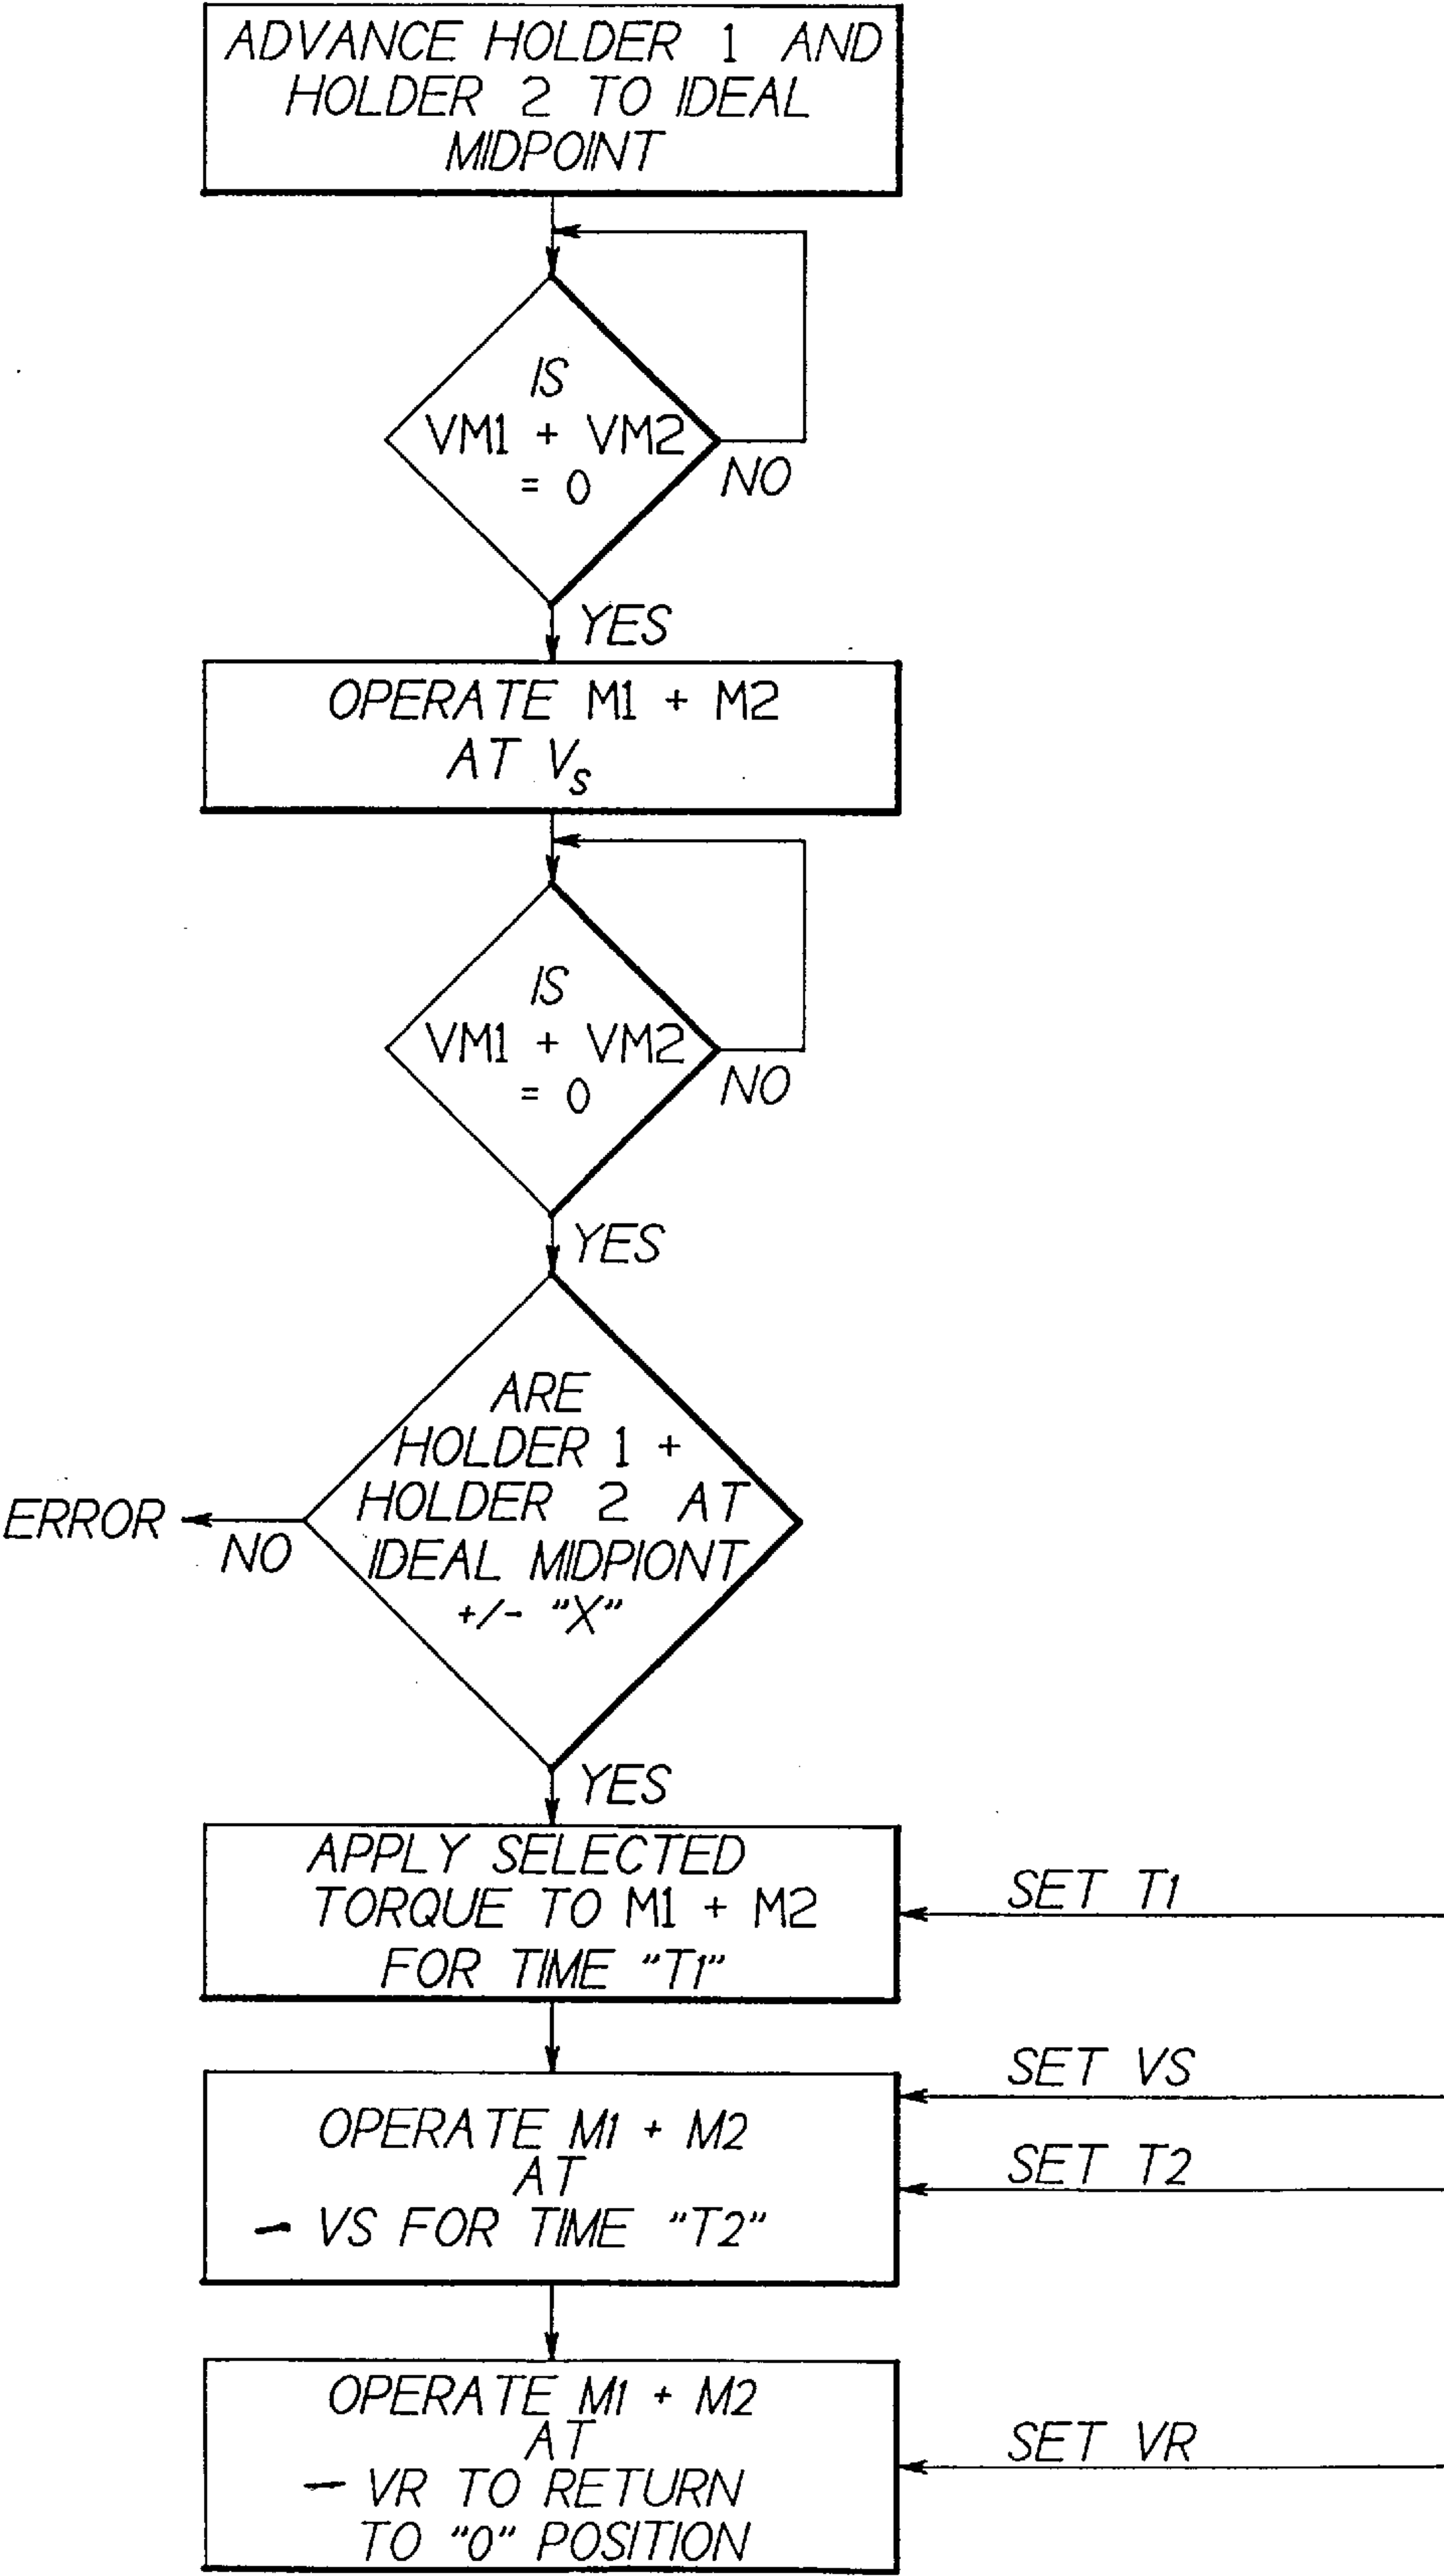 ADVANCE HOLDER 1 AND
HOLDER 2 TO IDEAL
MIDPOINT
IS
VM1 + VM2
= 0
NO
YES
OPERATE M1 + M2
AT Vs
IS
VM1 + VM2
= 0
NO
YES
ARE
HOLDER 1 +
HOLDER 2 AT
IDEAL MIDPIONT
+/- "X"
ERROR
NO
YES
APPLY SELECTED
TORQUE TO M1 + M2
FOR TIME "T1"
SET T1
OPERATE M1 + M2
AT
- VS FOR TIME "T2"
SET VS
SET T2
OPERATE M1 + M2
AT
- VR TO RETURN
TO "0" POSITION
SET VR